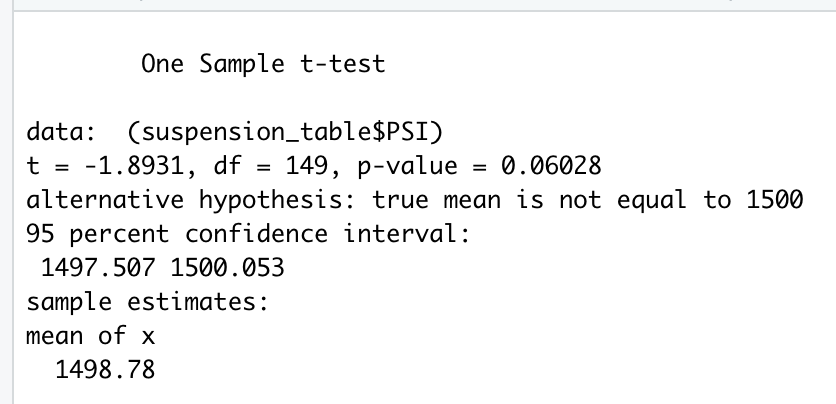 One Sample t-test
data:  (suspension_table$PSI)
t = -1.8931, df = 149, p-value = 0.06028
alternative hypothesis: true mean is not equal to 1500
95 percent confidence interval:
1497.507 1500.053
sample estimates:
mean of x
1498.78